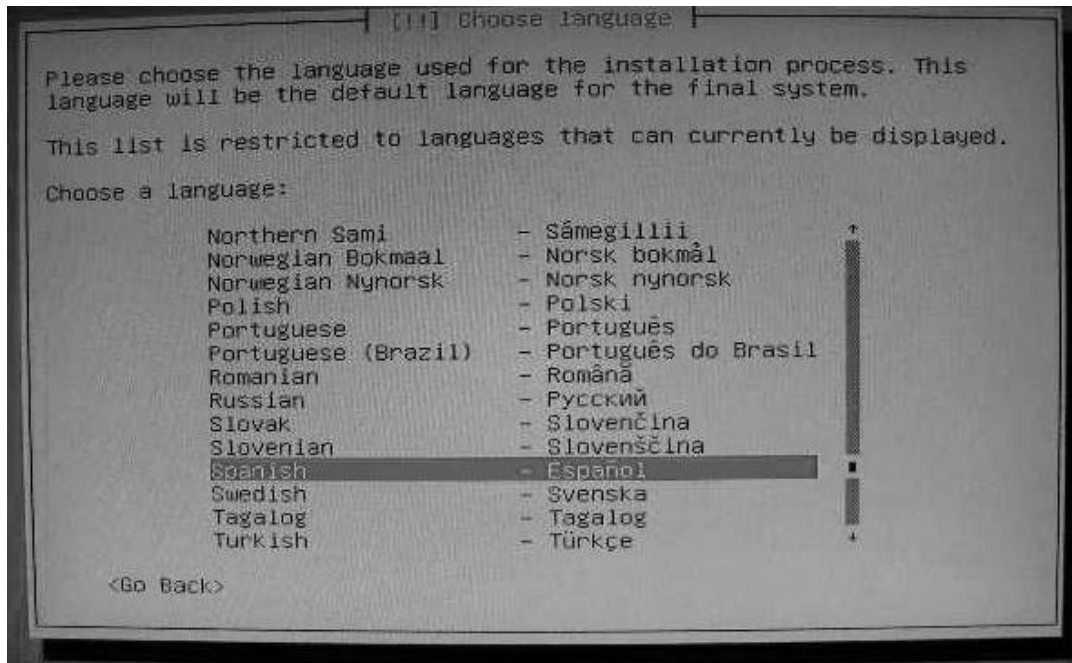 [!!] Choose language
Please choose the language used for the installation process. This
language will be the default language for the final system.
This list is restricted to languages that can currently be displayed.
Choose a language:
Northern Sami - Sámegillii
Norwegian Bokmaal - Norsk bokmål
Norwegian Nynorsk - Norsk nynorsk
Polish - Polski
Portuguese - Português
Portuguese (Brazil) - Português do Brasil
Romanian - Română
Russian - Русский
Slovak - Slovenčina
Slovenian - Slovenščina
Spanish - Español
Swedish - Svenska
Tagalog - Tagalog
Turkish - Türkçe
<Go Back>